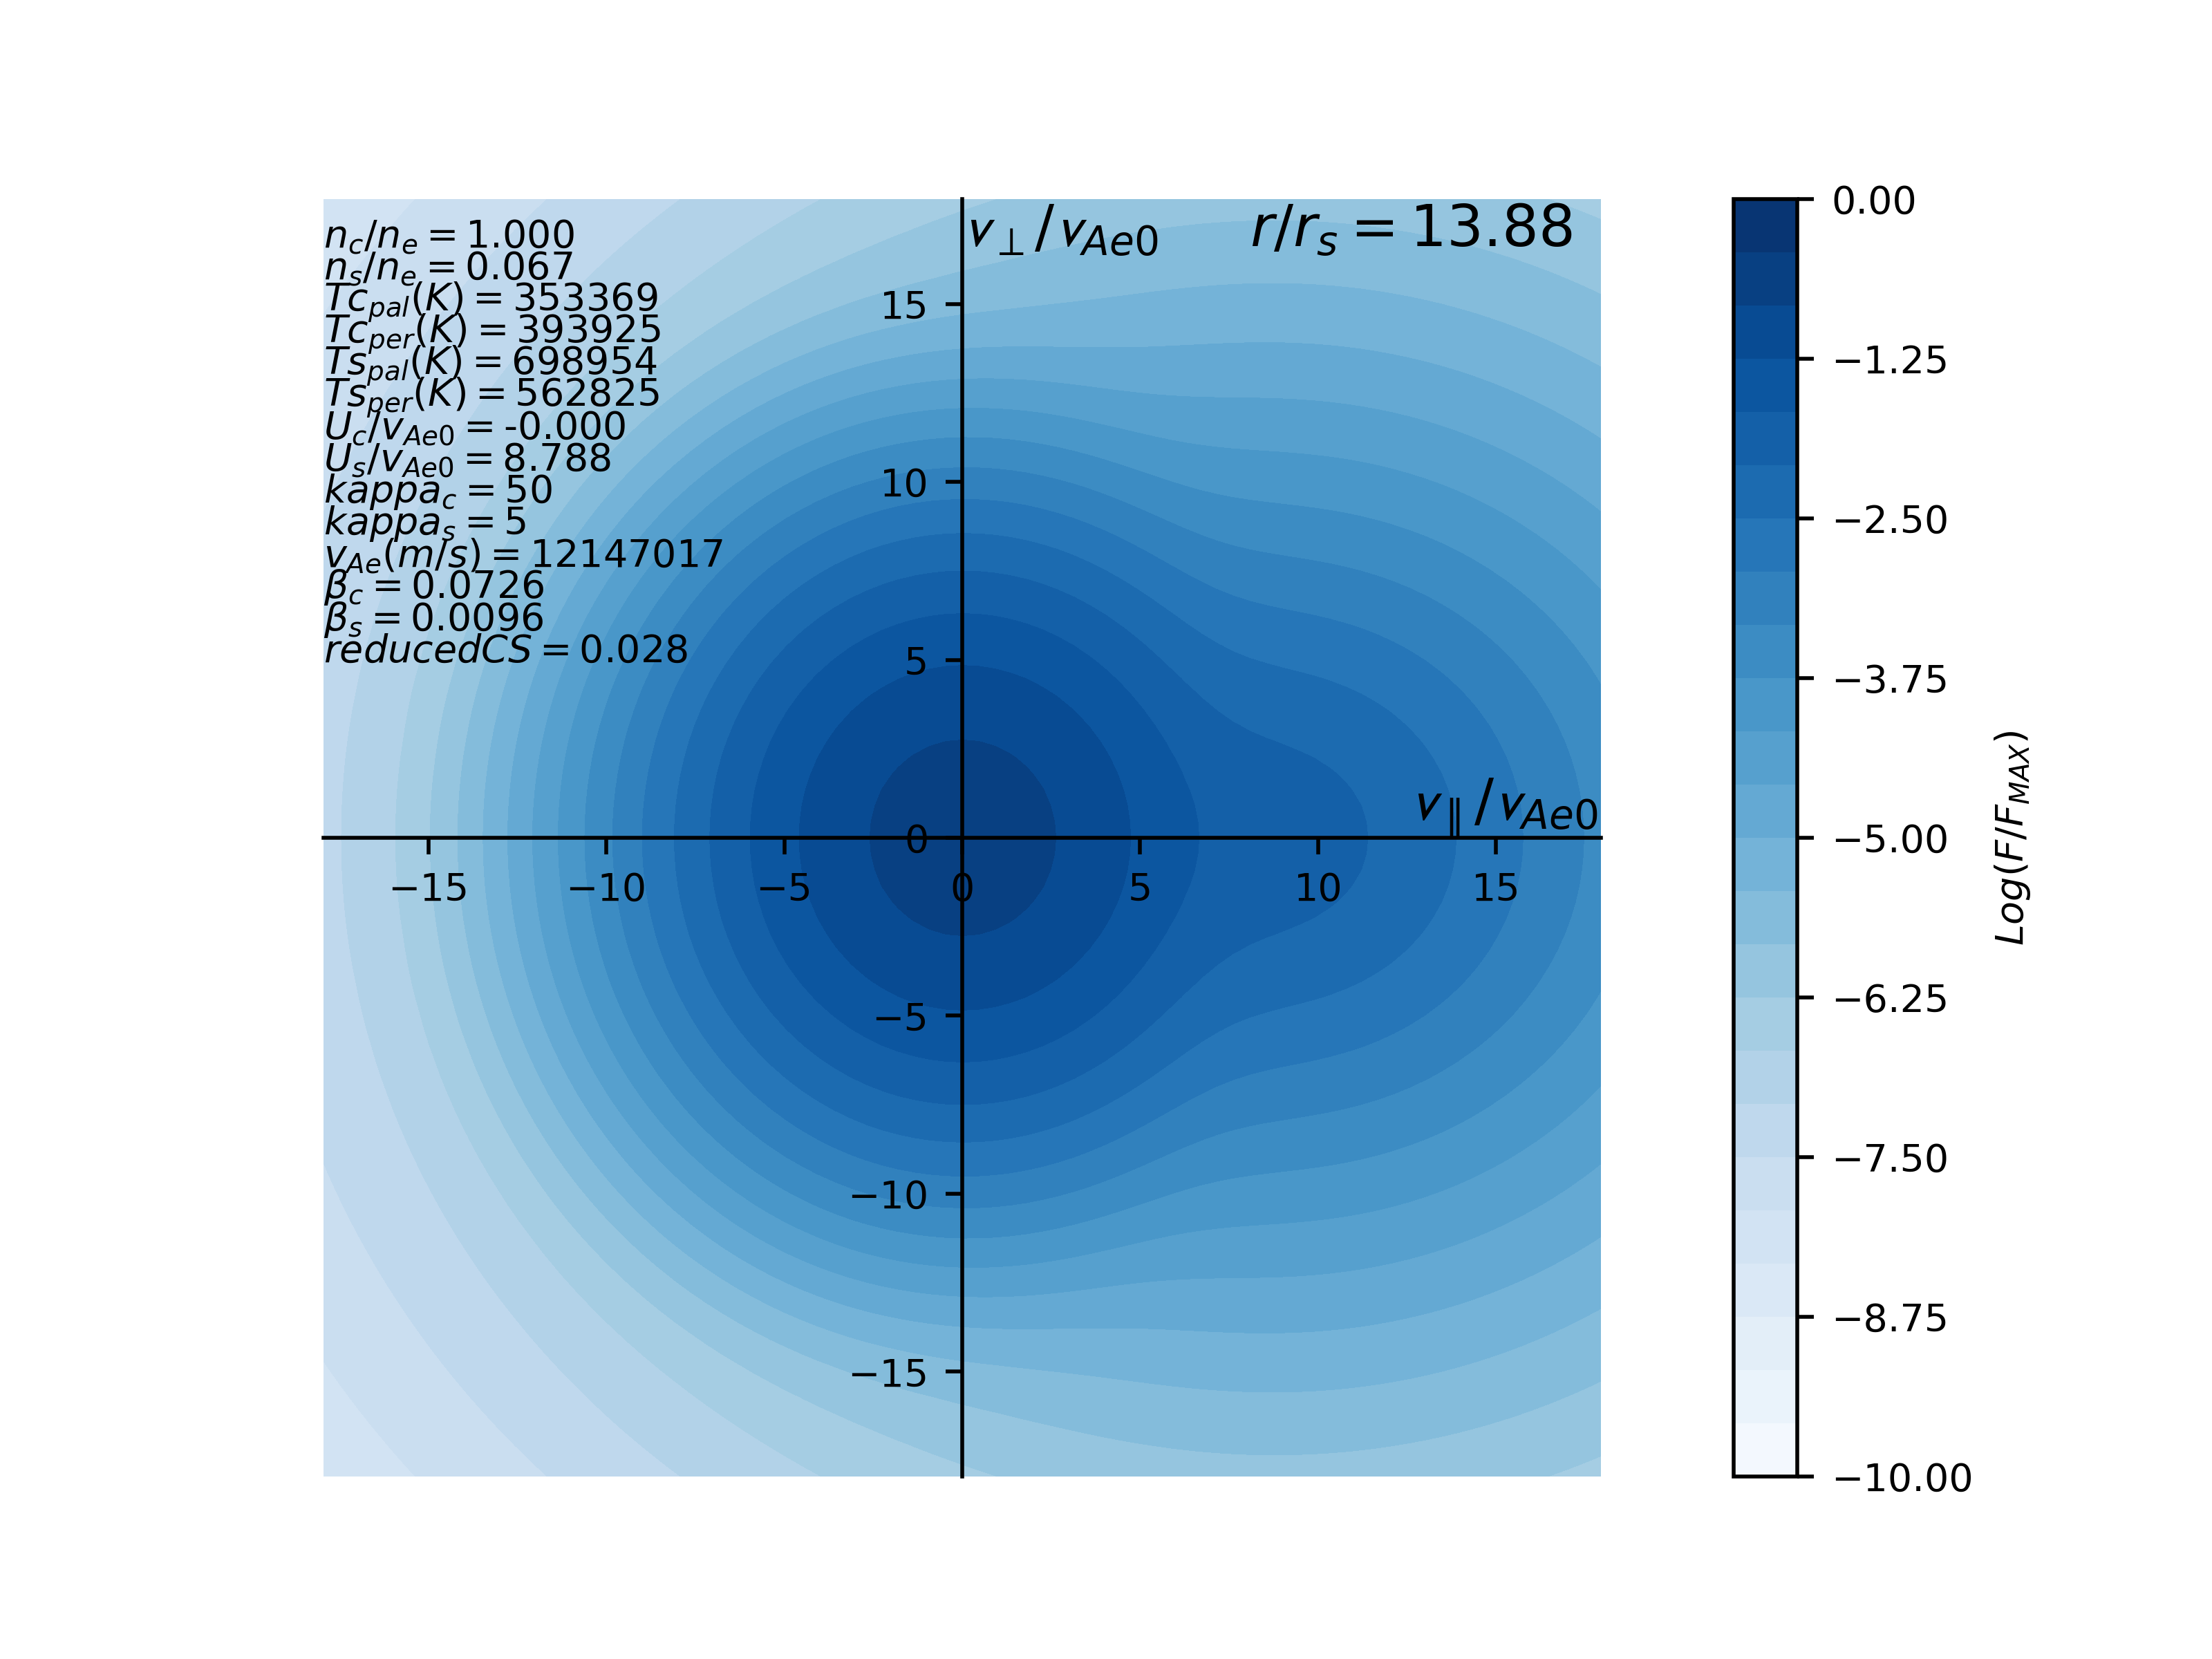 n_c/n_e = 1.000
n_s/n_e = 0.067
Tc_pal(K) = 353369
Tc_per(K) = 393925
Ts_pal(K) = 698954
Ts_per(K) = 562825
U_c/v_Ae0 = -0.000
U_s/v_Ae0 = 8.788
kappa_c = 50
kappa_s = 5
v_Ae(m/s) = 12147017
β_c = 0.0726
β_s = 0.0096
reducedCS = 0.028
v_⊥/v_Ae0
r/r_s = 13.88
15
10
5
0
−5
−10
−15
v_∥/v_Ae0
−15
−10
−5
0
5
10
15
0.00
−1.25
−2.50
−3.75
−5.00
−6.25
−7.50
−8.75
−10.00
Log(F/F_MAX)